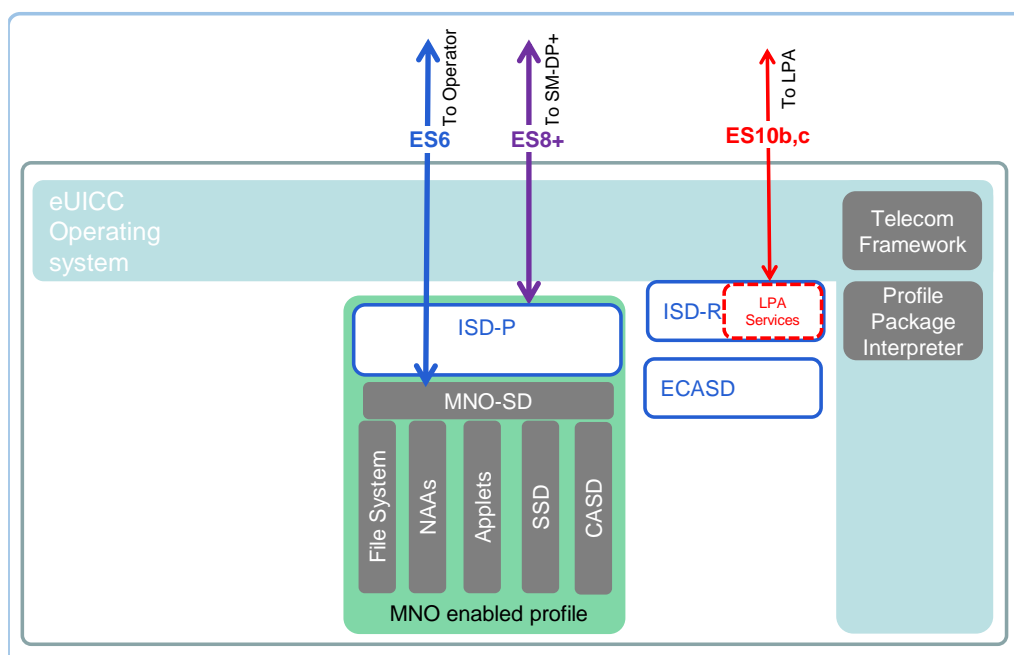 To Operator
To SM-DP+
To LPA
ES6
ES8+
ES10b,c
eUICC
Operating
system
Telecom
Framework
ISD-P
ISD-R
LPA
Services
Profile
Package
Interpreter
ECASD
MNO-SD
File System
NAAs
Applets
SSD
CASD
MNO enabled profile